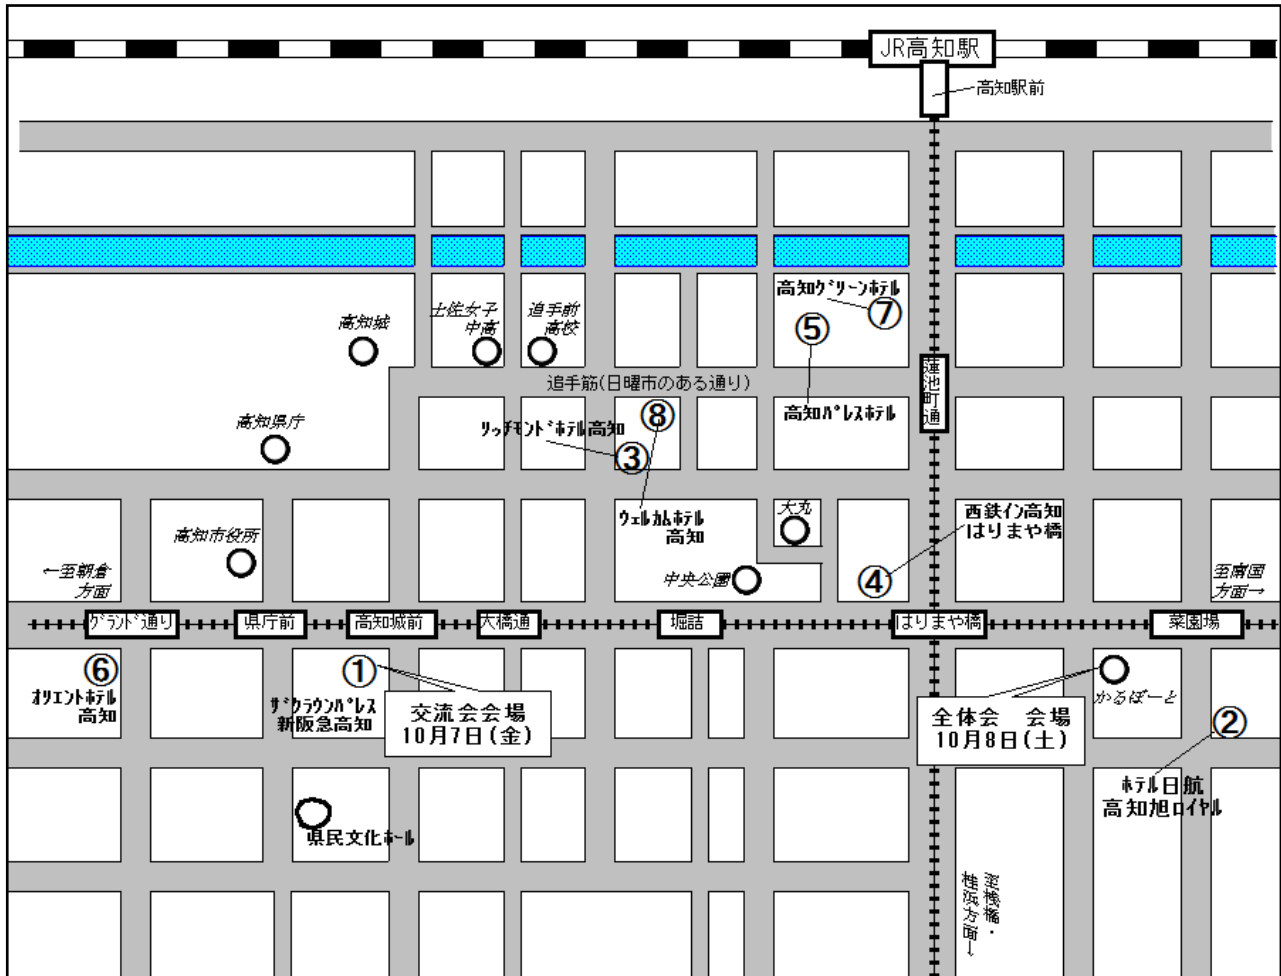 JR高知駅
高知駅前
高知グリーンホテル
⑦
⑤
高知城
土佐女子
中高
追手前
高校
蓮池町通
追手筋(日曜市のある通り)
高知パレスホテル
⑧
高知県庁
リッチモンドホテル高知
③
ウェルカムホテル
高知
大丸
西鉄イン高知
はりまや橋
高知市役所
←至朝倉
方面
中央公園
④
至南国
方面→
グランド通り
県庁前
高知城前
大橋通
堀詰
はりまや橋
菜園場
⑥
オリエントホテル
高知
①
ザクラウンパレス
新阪急高知
交流会会場
10月7日(金)
全体会　会場
10月8日(土)
かるぽーと
②
ホテル日航
高知旭ロイヤル
県民文化ホール
至桟橋・
桂浜方面→